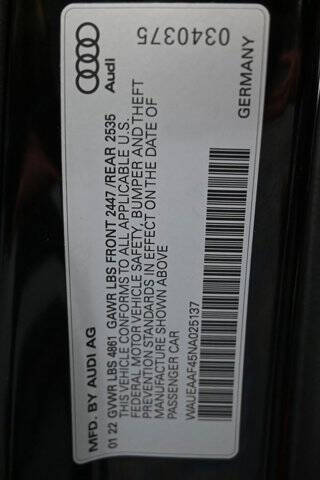 Audi
0340375
MFD. BY AUDI AG
GERMANY
01 22 GVWR LBS 4861 GAWR LBS FRONT 2447 /REAR 2535
THIS VEHICLE CONFORMS TO ALL APPLICABLE U.S.
FEDERAL MOTOR VEHICLE SAFETY, BUMPER AND THEFT
PREVENTION STANDARDS IN EFFECT ON THE DATE OF
MANUFACTURE SHOWN ABOVE
PASSENGER CAR
WAUEAAF45NA025137